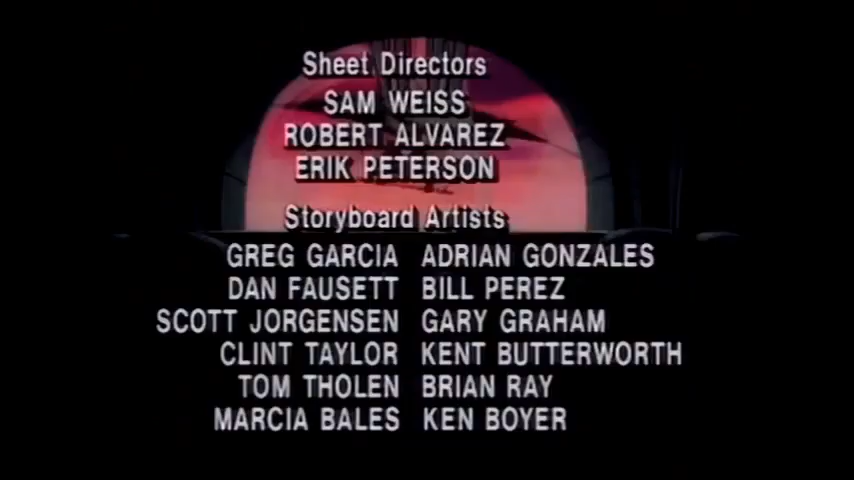 Sheet Directors
SAM WEISS
ROBERT ALVAREZ
ERIK PETERSON
Storyboard Artists
GREG GARCIA ADRIAN GONZALES
DAN FAUSETT BILL PEREZ
SCOTT JORGENSEN GARY GRAHAM
CLINT TAYLOR KENT BUTTERWORTH
TOM THOLEN BRIAN RAY
MARCIA BALES KEN BOYER